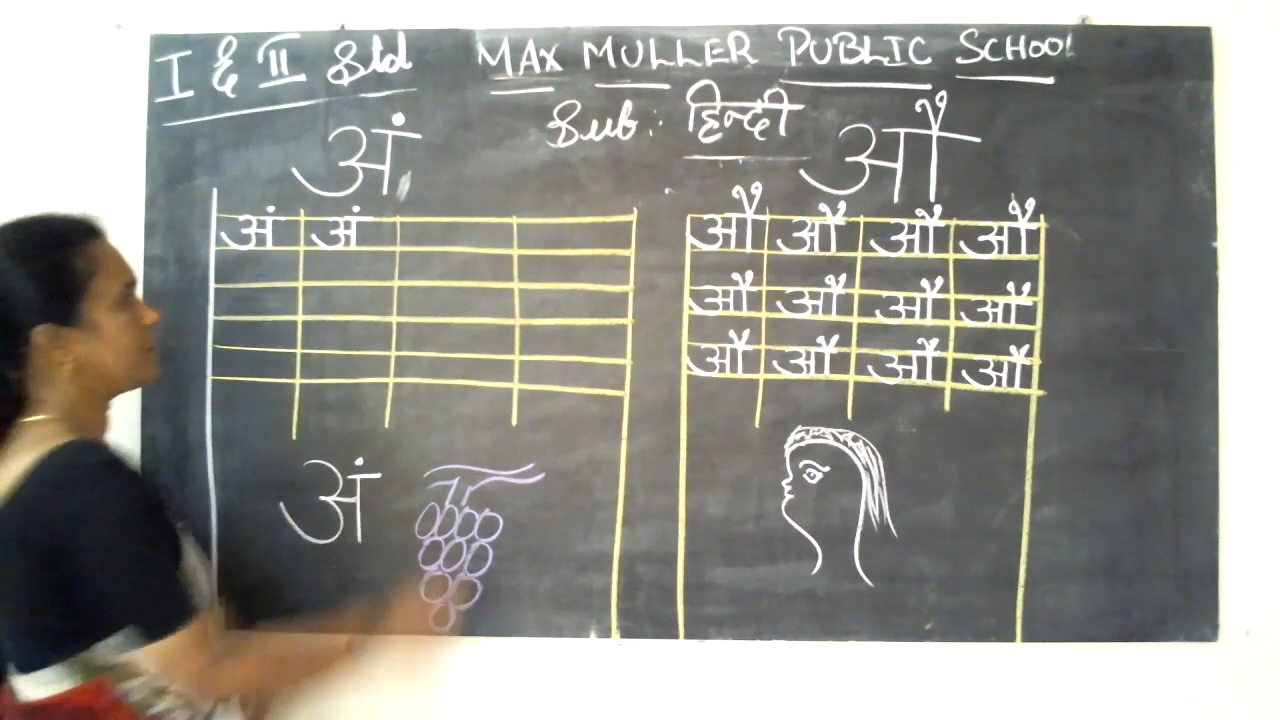 I & II Std MAX MULLER PUBLIC SCHOOL
Sub: हिन्दी
अं औ
अं अं
औ औ औ औ
औ औ औ औ
औ औ औ औ
अं